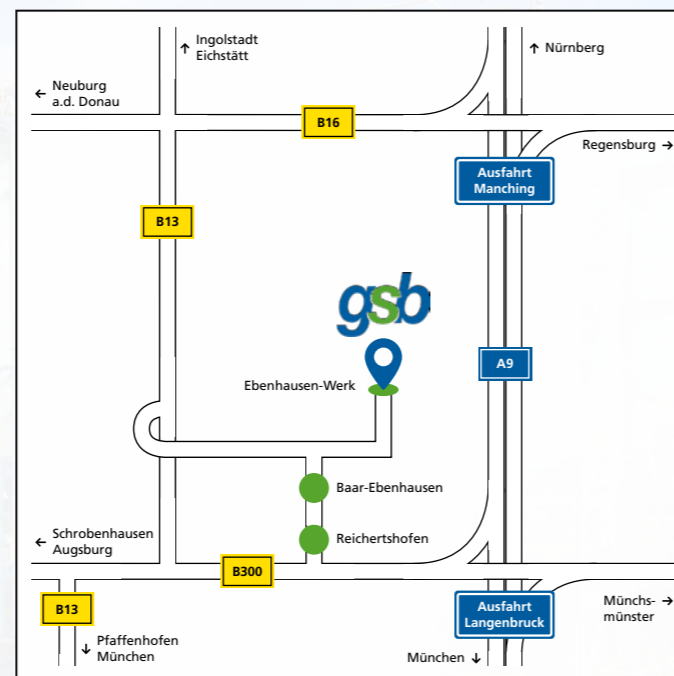 ↑ Ingolstadt
Eichstätt
↑ Nürnberg
← Neuburg
a.d. Donau
B16
Regensburg →
Ausfahrt
Manching
B13
gsb
A9
Ebenhausen-Werk
Baar-Ebenhausen
Reichertshofen
← Schrobenhausen
Augsburg
B300
B13
Ausfahrt
Langenbruck
Münchs- →
münster
↓ Pfaffenhofen
München
München ↓